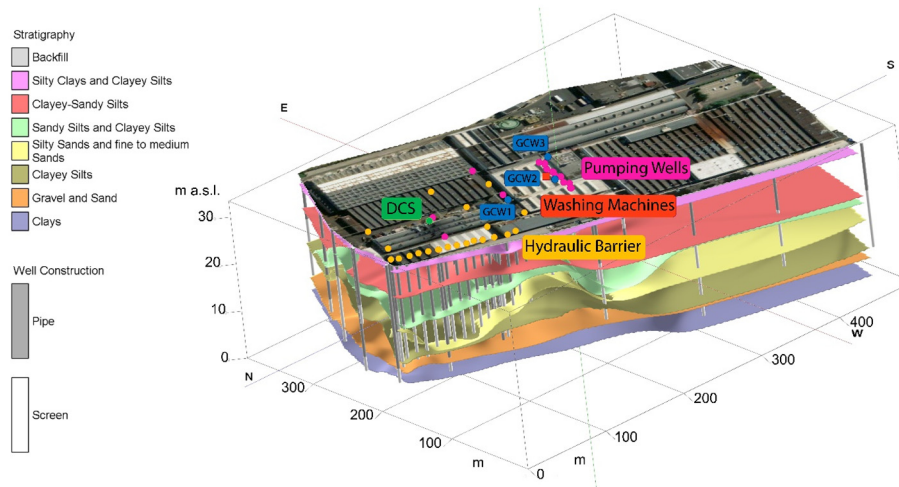 Stratigraphy
Backfill
Silty Clays and Clayey Silts
Clayey-Sandy Silts
Sandy Silts and Clayey Silts
Silty Sands and fine to medium
Sands
Clayey Silts
Gravel and Sand
Clays
Well Construction
Pipe
Screen
E
S
m a.s.l.
30
20
10
0
N
300
200
100
m
0
m
100
200
300
400
W
GCW3
GCW2
Pumping Wells
DCS
GCW1
Washing Machines
Hydraulic Barrier